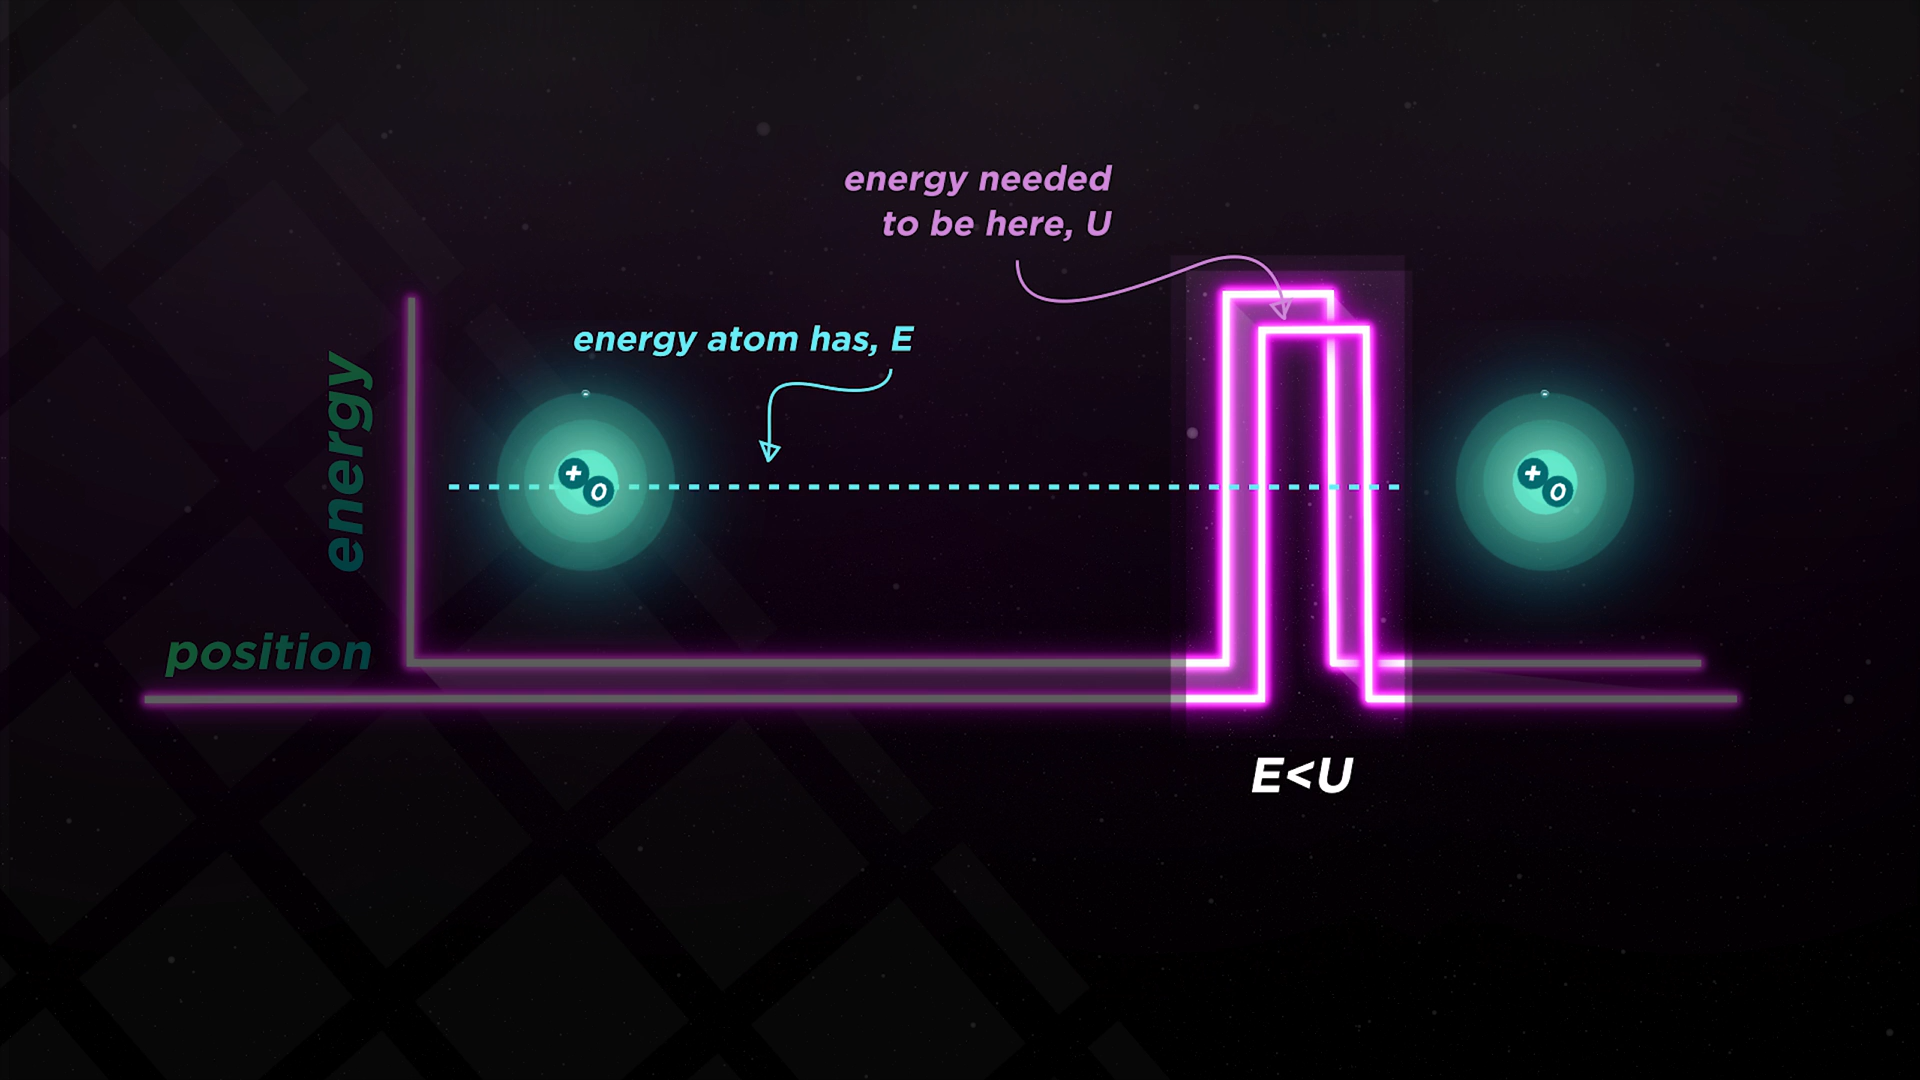 energy needed
to be here, U
energy atom has, E
energy
+
o
+
o
position
E<U